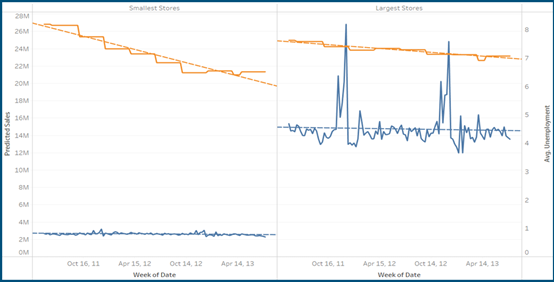 Smallest Stores
Largest Stores
28M
26M
24M
22M
20M
18M
16M
14M
12M
10M
8M
6M
4M
2M
0M
Predicted Sales
8
7
6
5
4
3
2
1
0
Avg. Unemployment
Oct 16, 11
Apr 15, 12
Oct 14, 12
Apr 14, 13
Oct 16, 11
Apr 15, 12
Oct 14, 12
Apr 14, 13
Week of Date
Week of Date